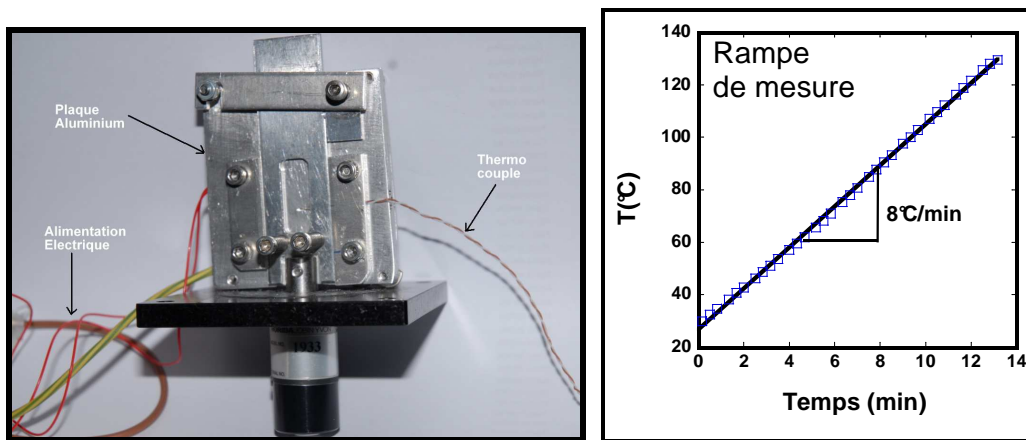 Plaque
Aluminium
Alimentation
Electrique
Thermo
couple
1933
Rampe
de mesure
8°C/min
T(°C)
140
120
100
80
60
40
20
0
2
4
6
8
10
12
14
Temps (min)